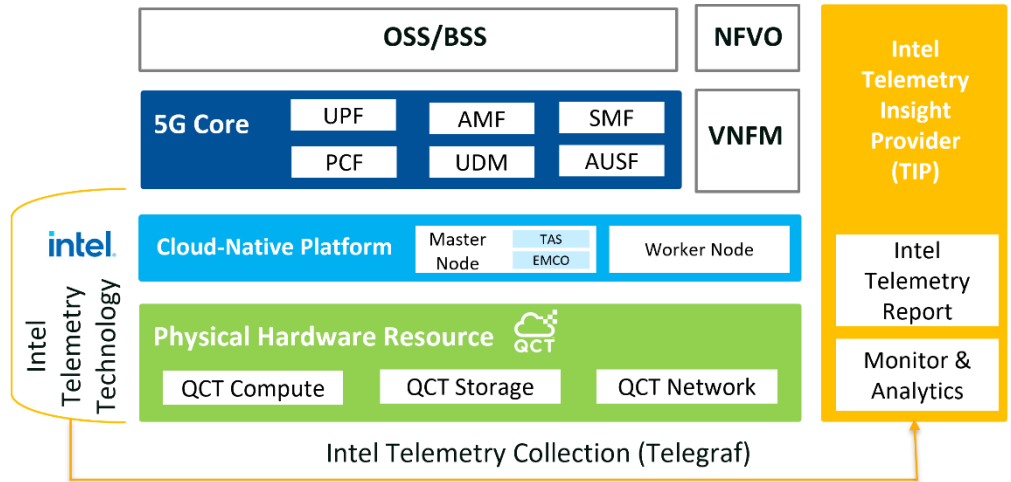 OSS/BSS
NFVO
Intel
Telemetry
Insight
Provider
(TIP)
5G Core
UPF
AMF
SMF
PCF
UDM
AUSF
VNFM
intel.
Intel
Telemetry
Technology
Cloud-Native Platform
Master
Node
TAS
EMCO
Worker Node
Intel
Telemetry
Report
Monitor &
Analytics
Physical Hardware Resource
QCT
QCT Compute
QCT Storage
QCT Network
Intel Telemetry Collection (Telegraf)